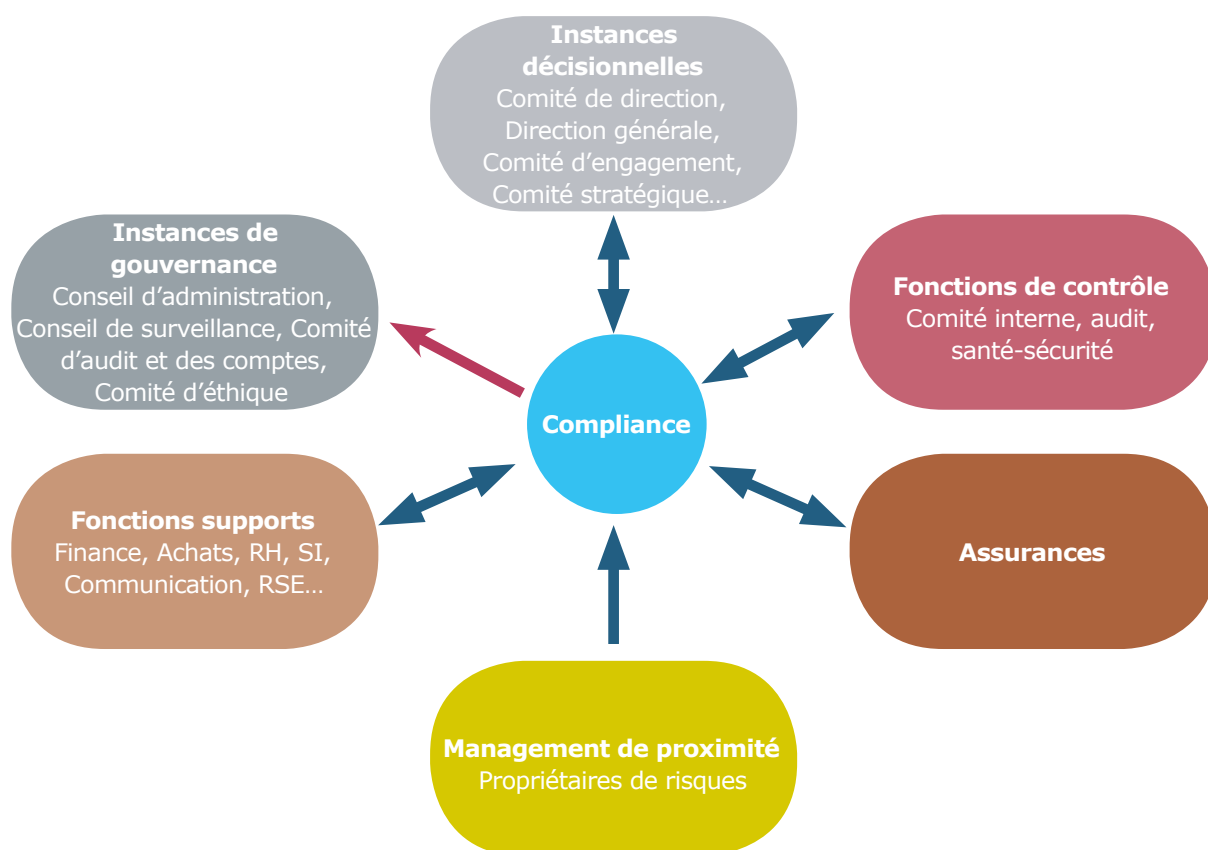 Instances
décisionnelles
Comité de direction,
Direction générale,
Comité d’engagement,
Comité stratégique…
Instances de
gouvernance
Conseil d’administration,
Conseil de surveillance, Comité
d’audit et des comptes,
Comité d’éthique
Fonctions de contrôle
Comité interne, audit,
santé-sécurité
Compliance
Fonctions supports
Finance, Achats, RH, SI,
Communication, RSE…
Assurances
Management de proximité
Propriétaires de risques